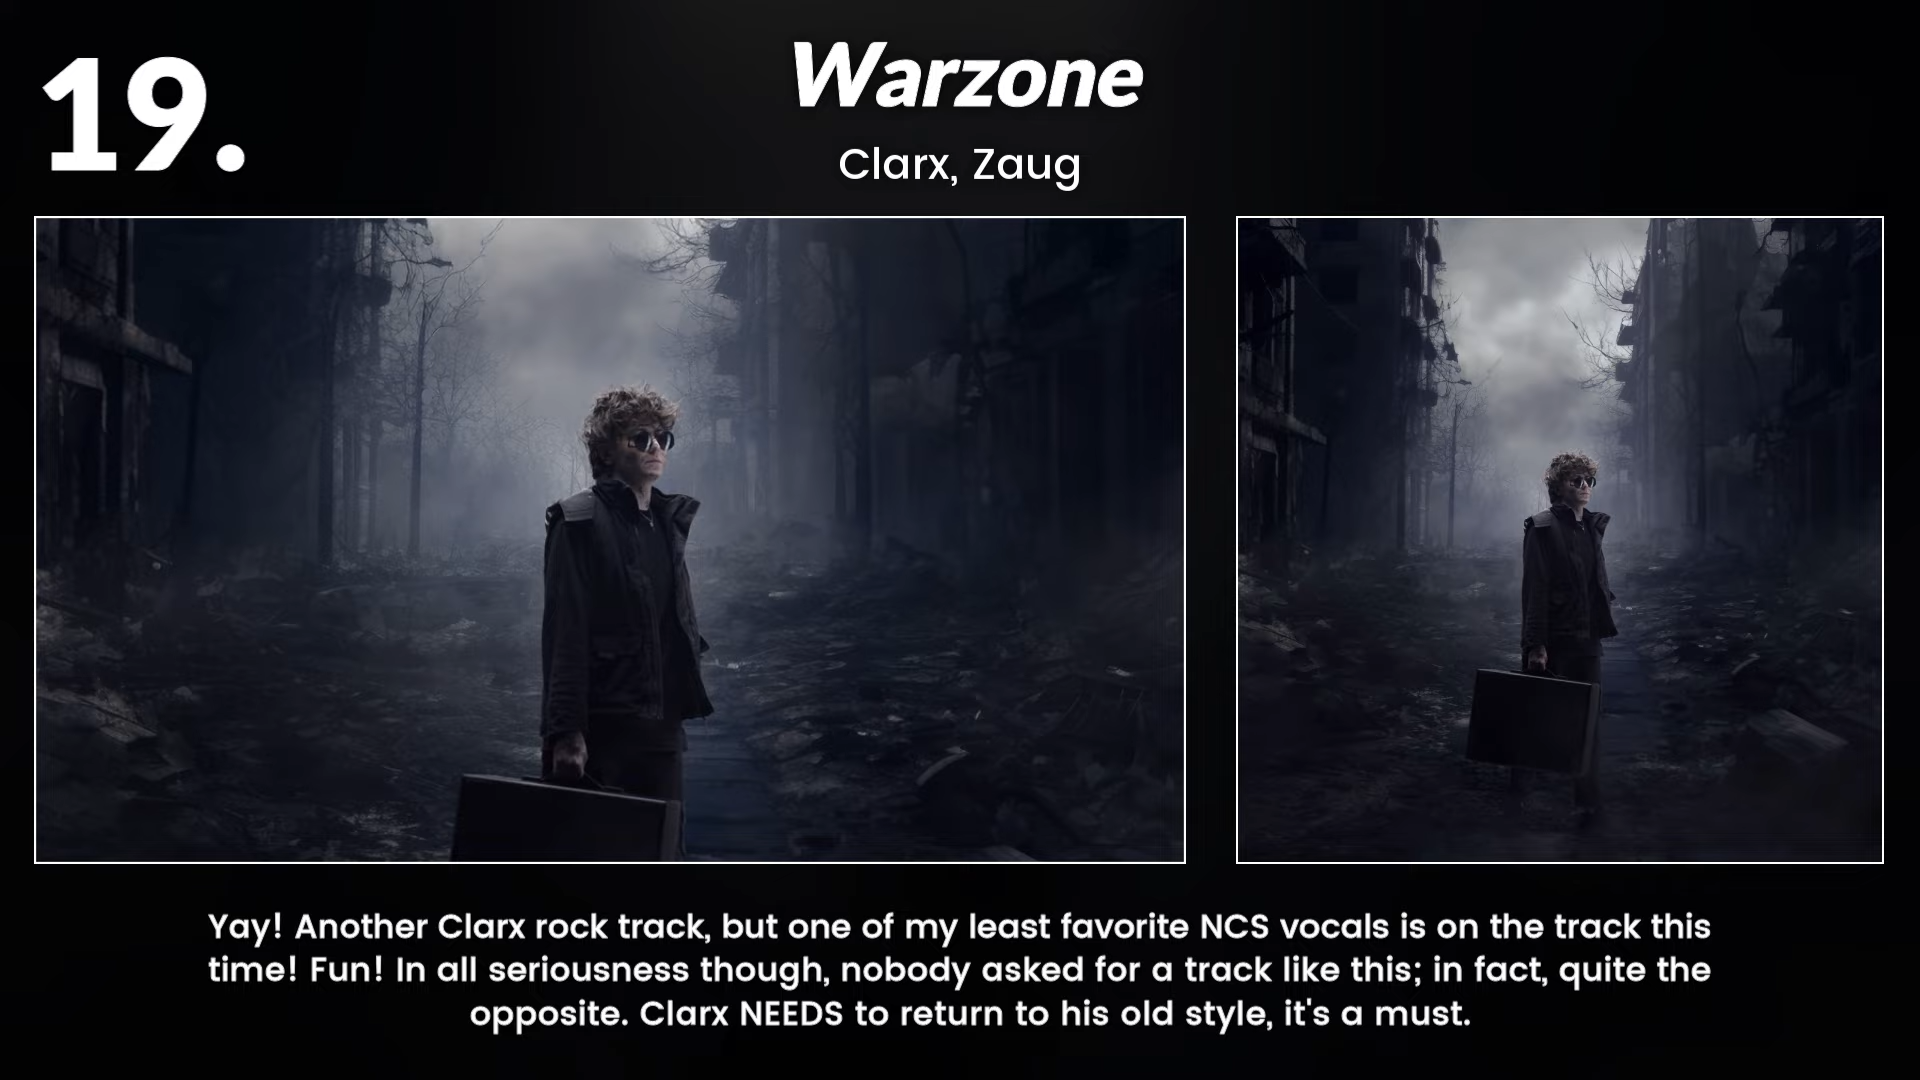 19.
Warzone
Clarx, Zaug
Yay! Another Clarx rock track, but one of my least favorite NCS vocals is on the track this
time! Fun! In all seriousness though, nobody asked for a track like this; in fact, quite the
opposite. Clarx NEEDS to return to his old style, it's a must.